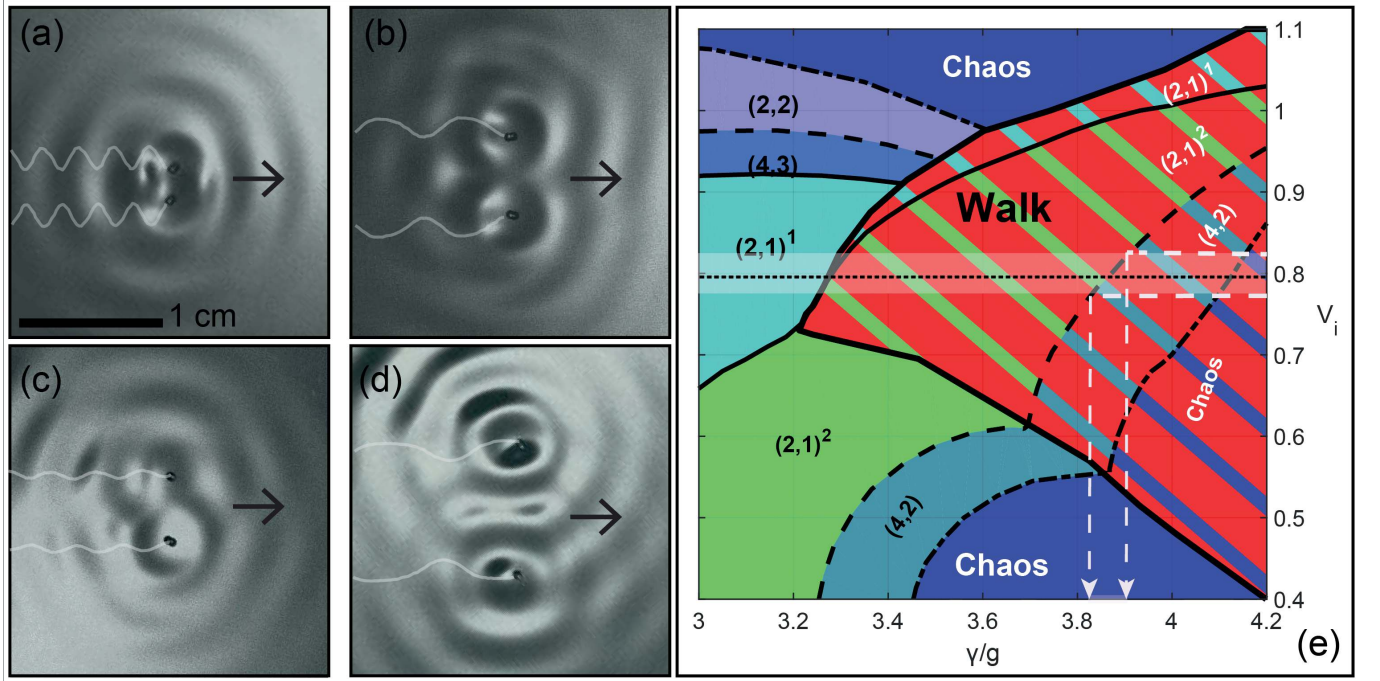 (a)
(b)
1 cm
(c)
(d)
Chaos
(2,2)
(4,3)
(2,1)¹
Walk
(2,1)¹
(2,1)²
(4,2)
(2,1)²
(4,2)
Chaos
Chaos
1.1
1
0.9
0.8
0.7
0.6
0.5
0.4
V_i
3
3.2
3.4
3.6
3.8
4
4.2
γ/g
(e)